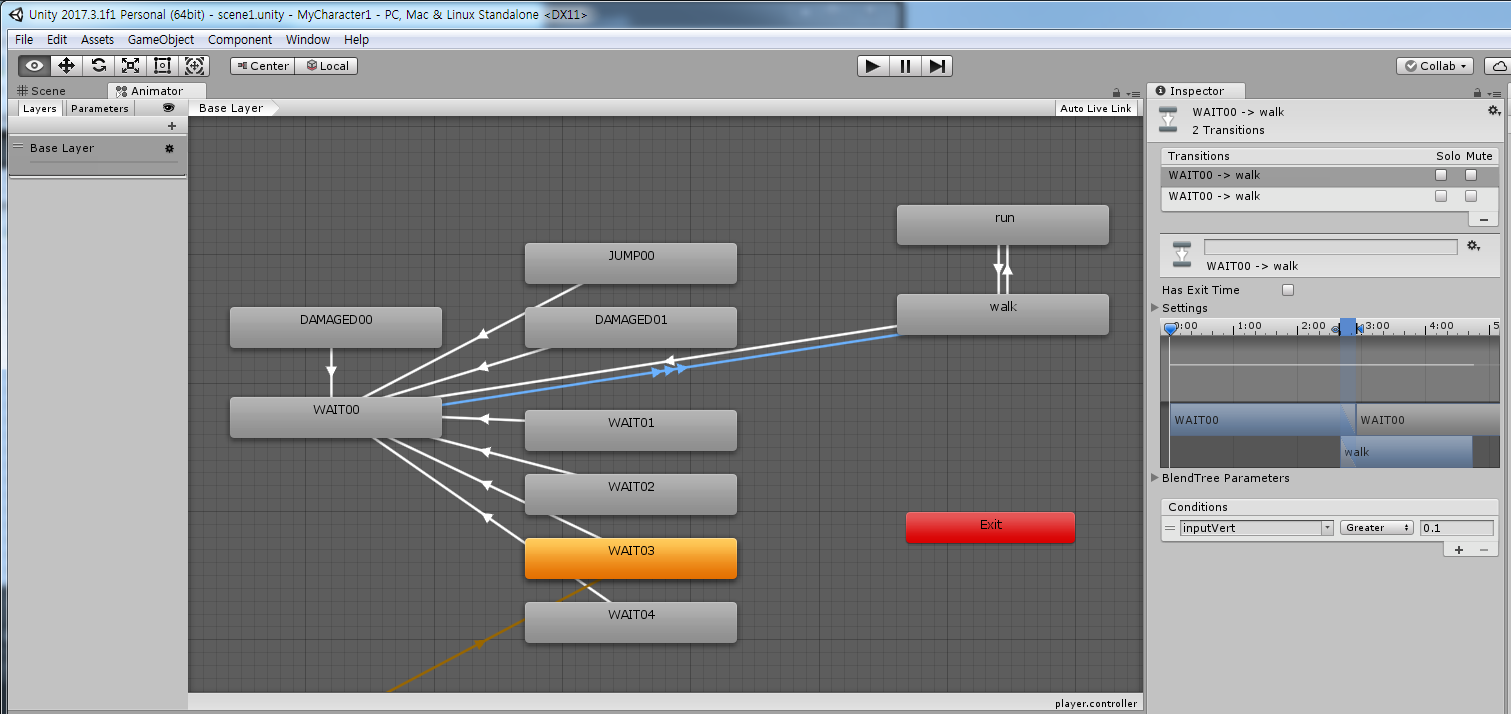 Unity 2017.3.1f1 Personal (64bit) - scene1.unity - MyCharacter1 - PC, Mac & Linux Standalone <DX11>
File Edit Assets GameObject Component Window Help
Center Local Collab
Scene Animator
Layers Parameters Base Layer Auto Live Link
Base Layer
JUMP00
DAMAGED00 DAMAGED01
WAIT00
WAIT01
WAIT02
WAIT03
WAIT04
run
walk
Exit
player.controller
Inspector
WAIT00 -> walk
2 Transitions
Transitions Solo Mute
WAIT00 -> walk
WAIT00 -> walk
WAIT00 -> walk
Has Exit Time
Settings
0:00 1:00 2:00 3:00 4:00 5
WAIT00 WAIT00
walk
BlendTree Parameters
Conditions
inputVert Greater 0.1